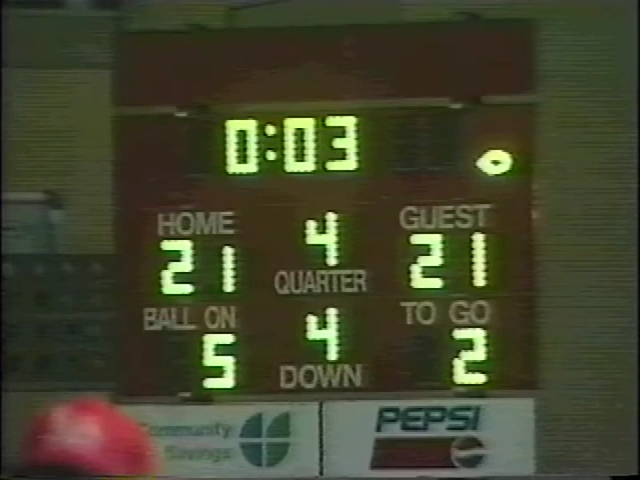 0:03
HOME 4 GUEST
21 QUARTER 21
BALL ON 4 TO GO
5 DOWN 2
Community PEPSI
Savings